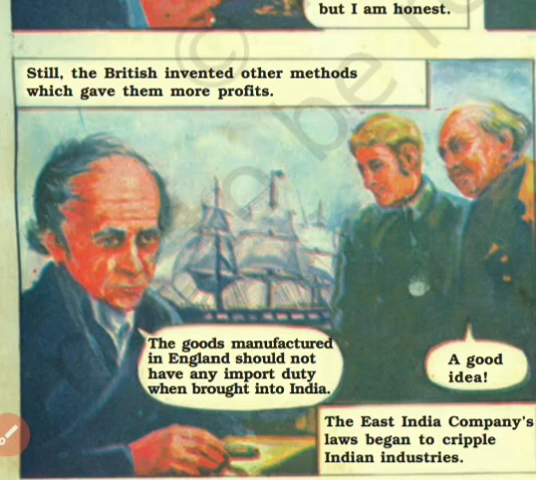 but I am honest.
Still, the British invented other methods
which gave them more profits.
The goods manufactured
in England should not
have any import duty
when brought into India.
A good
idea!
The East India Company's
laws began to cripple
Indian industries.